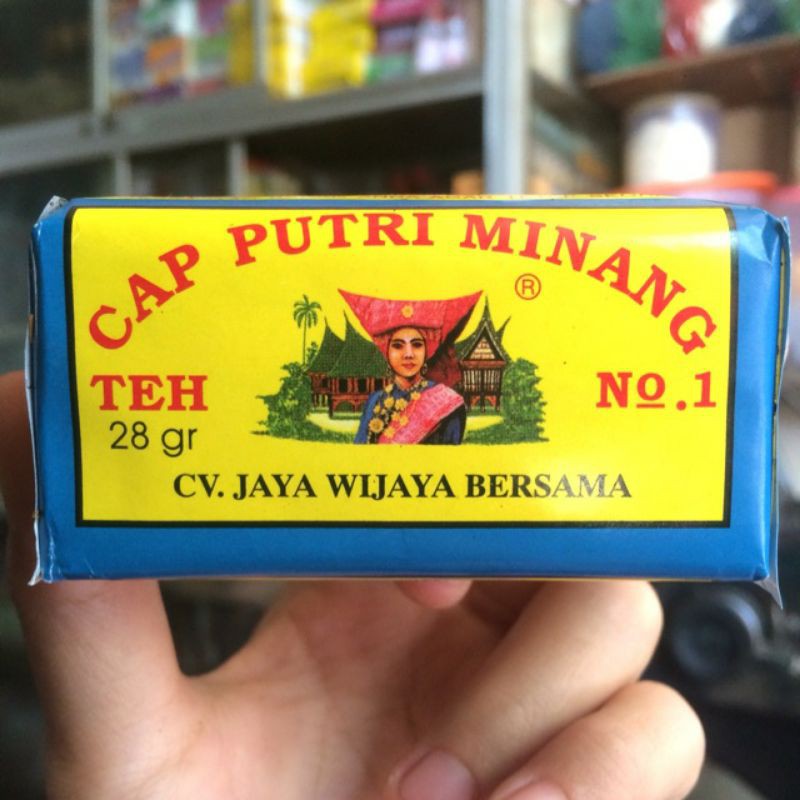 CAP PUTRI MINANG
®
TEH
No.1
28 gr
CV. JAYA WIJAYA BERSAMA